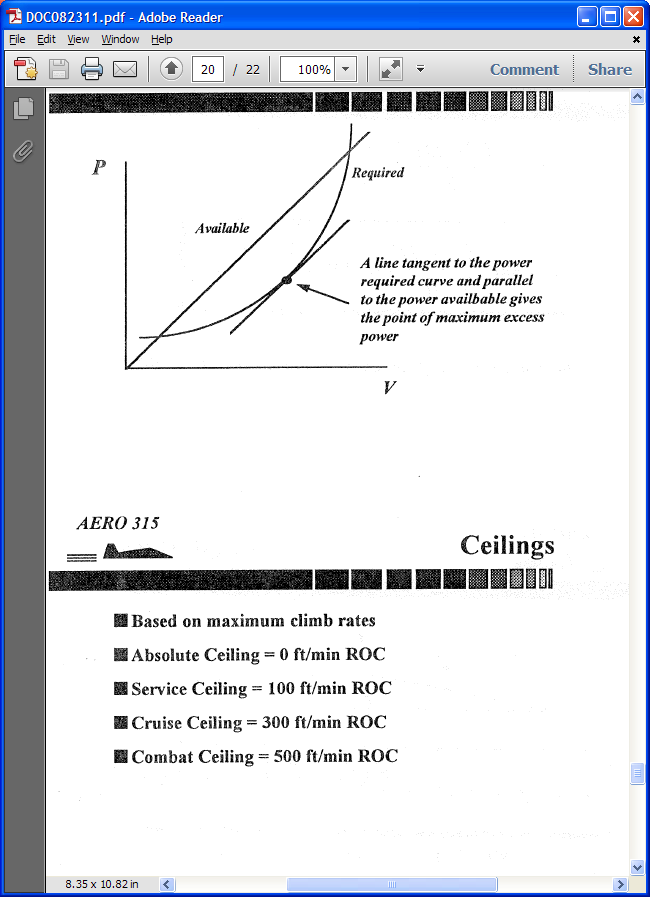 DOC082311.pdf - Adobe Reader
File Edit View Window Help
20 / 22 100% Comment Share
P
Required
Available
A line tangent to the power
required curve and parallel
to the power availbable gives
the point of maximum excess
power
V
AERO 315
Ceilings
Based on maximum climb rates
Absolute Ceiling = 0 ft/min ROC
Service Ceiling = 100 ft/min ROC
Cruise Ceiling = 300 ft/min ROC
Combat Ceiling = 500 ft/min ROC
8.35 x 10.82 in